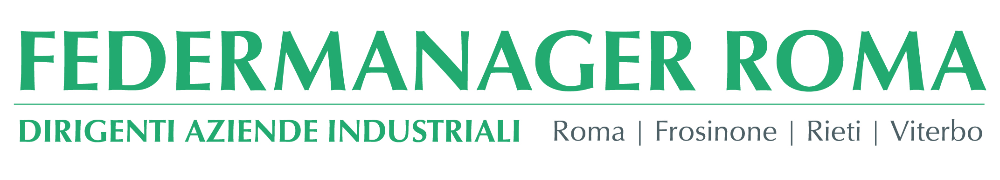 FEDERMANAGER ROMA
DIRIGENTI AZIENDE INDUSTRIALI Roma | Frosinone | Rieti | Viterbo